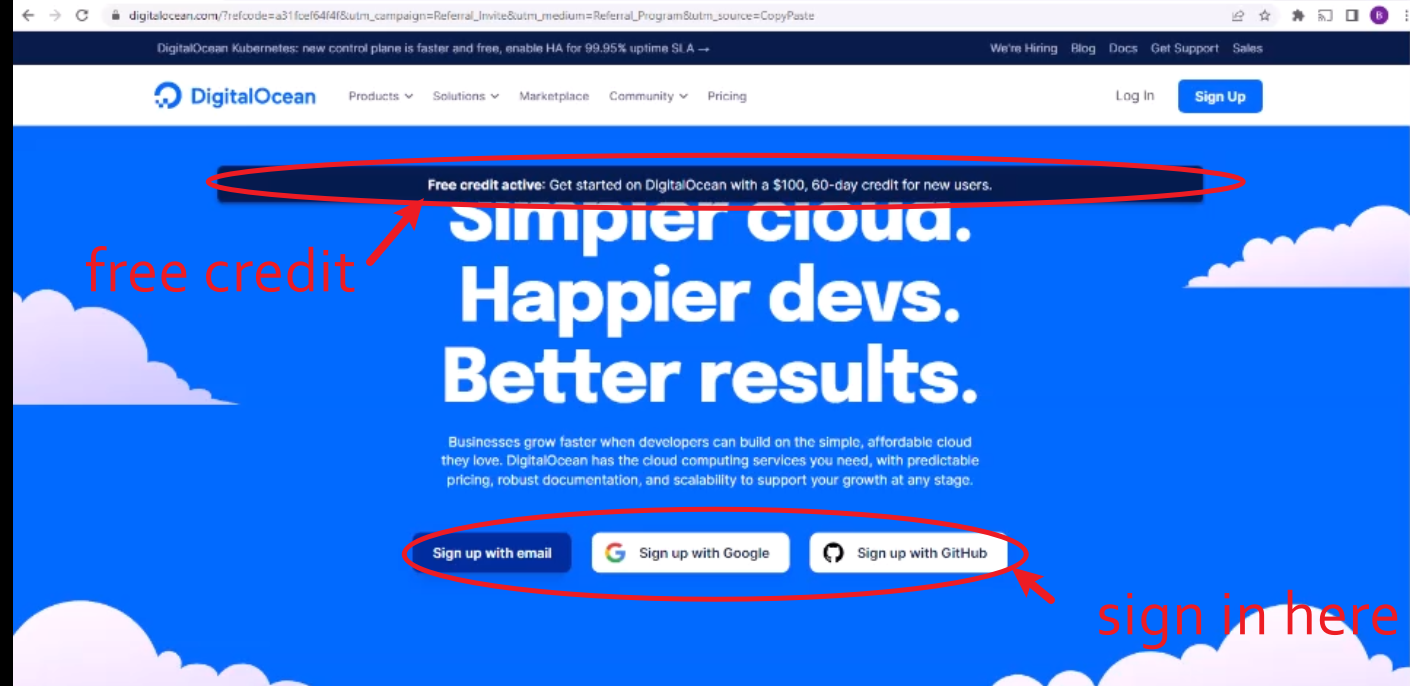 digitalocean.com/?refcode=a31fcef64f4f&utm_campaign=Referral_Invite&utm_medium=Referral_Program&utm_source=CopyPaste
B
DigitalOcean Kubernetes: new control plane is faster and free, enable HA for 99.95% uptime SLA →
We're Hiring Blog Docs Get Support Sales
DigitalOcean Products Solutions Marketplace Community Pricing Log In Sign Up
Free credit active: Get started on DigitalOcean with a $100, 60-day credit for new users.
free credit
Simpler cloud.
Happier devs.
Better results.
Businesses grow faster when developers can build on the simple, affordable cloud
they love. DigitalOcean has the cloud computing services you need, with predictable
pricing, robust documentation, and scalability to support your growth at any stage.
Sign up with email Sign up with Google Sign up with GitHub
sign in here